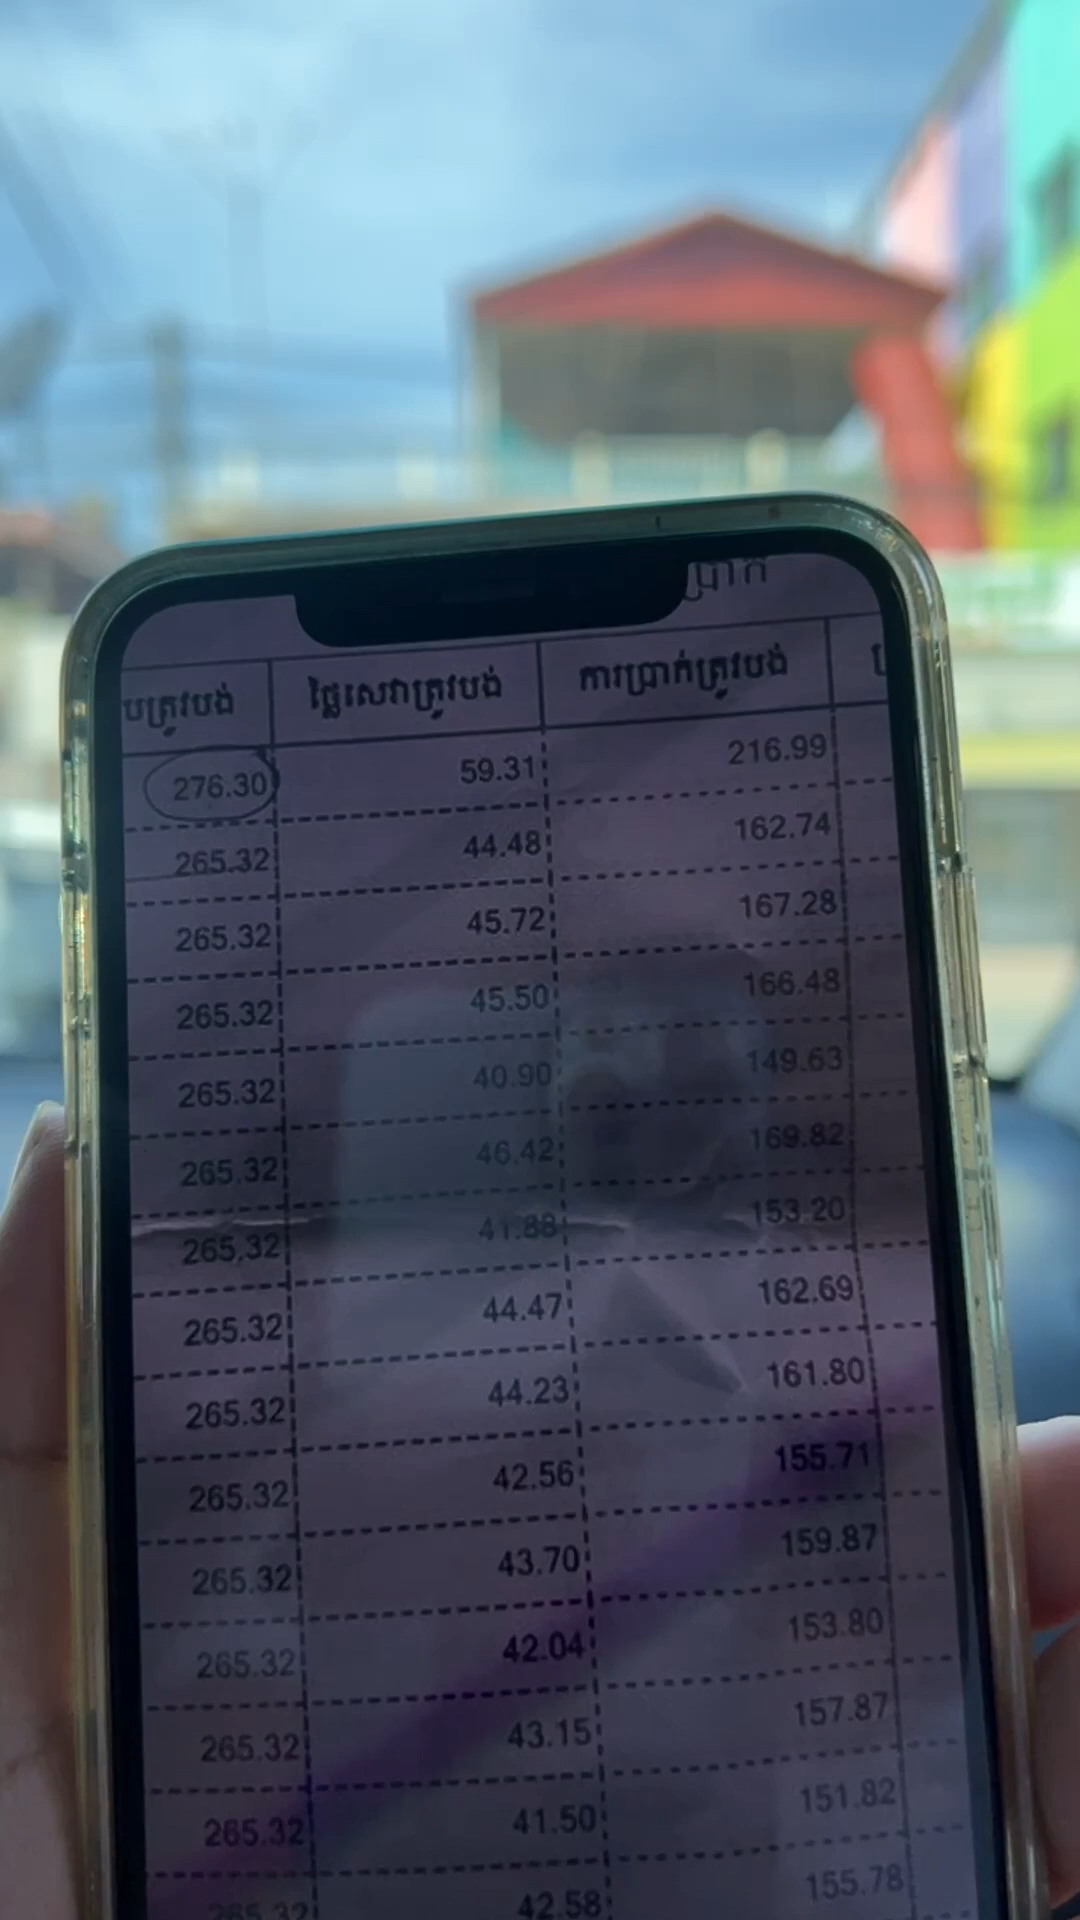 ប្រាក់
បត្រូវបង់ ថ្លៃសេវាត្រូវបង់ ការប្រាក់ត្រូវបង់
276.30 59.31 216.99
265.32 44.48 162.74
265.32 45.72 167.28
265.32 45.50 166.48
265.32 40.90 149.63
265.32 46.42 169.82
265.32 41.88 153.20
265.32 44.47 162.69
265.32 44.23 161.80
265.32 42.56 155.71
265.32 43.70 159.87
265.32 42.04 153.80
265.32 43.15 157.87
265.32 41.50 151.82
265.32 42.58 155.78